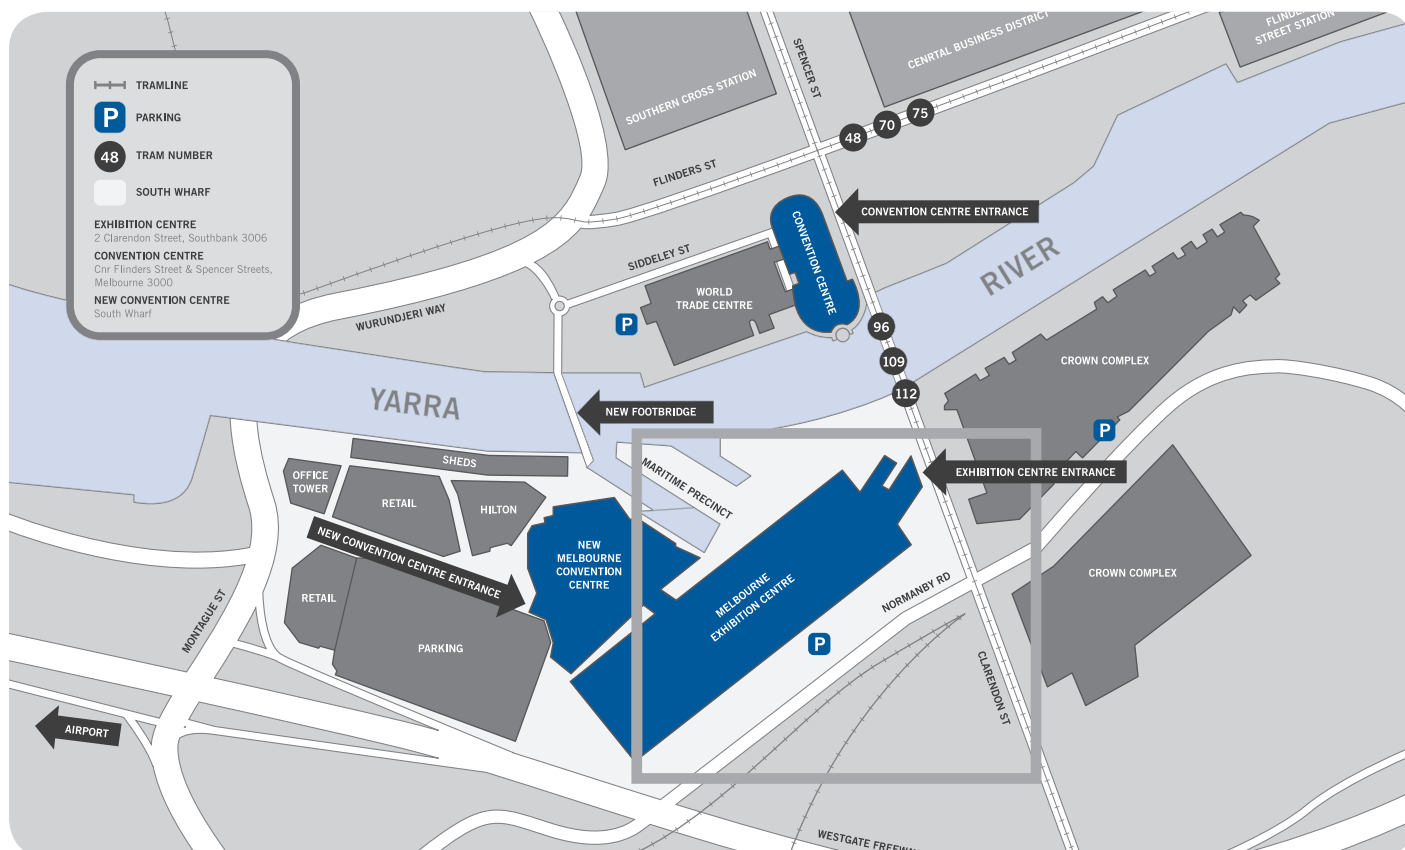 TRAMLINE
P
PARKING
48
TRAM NUMBER
SOUTH WHARF
EXHIBITION CENTRE
2 Clarendon Street, Southbank 3006
CONVENTION CENTRE
Cnr Flinders Street & Spencer Streets,
Melbourne 3000
NEW CONVENTION CENTRE
South Wharf
SOUTHERN CROSS STATION
SPENCER ST
CENRTAL BUSINESS DISTRICT
FLINDE
STREET STATION
48
70
75
FLINDERS ST
CONVENTION CENTRE ENTRANCE
CONVENTION CENTRE
SIDDELEY ST
WORLD
TRADE CENTRE
P
WURUNDJERI WAY
RIVER
96
109
112
CROWN COMPLEX
YARRA
NEW FOOTBRIDGE
P
SHEDS
OFFICE
TOWER
RETAIL
HILTON
MARITIME PRECINCT
EXHIBITION CENTRE ENTRANCE
NEW CONVENTION CENTRE ENTRANCE
NEW
MELBOURNE
CONVENTION
CENTRE
MELBOURNE
EXHIBITION CENTRE
NORMANBY RD
CROWN COMPLEX
RETAIL
MONTAGUE ST
PARKING
P
CLARENDON ST
AIRPORT
WESTGATE FREEW